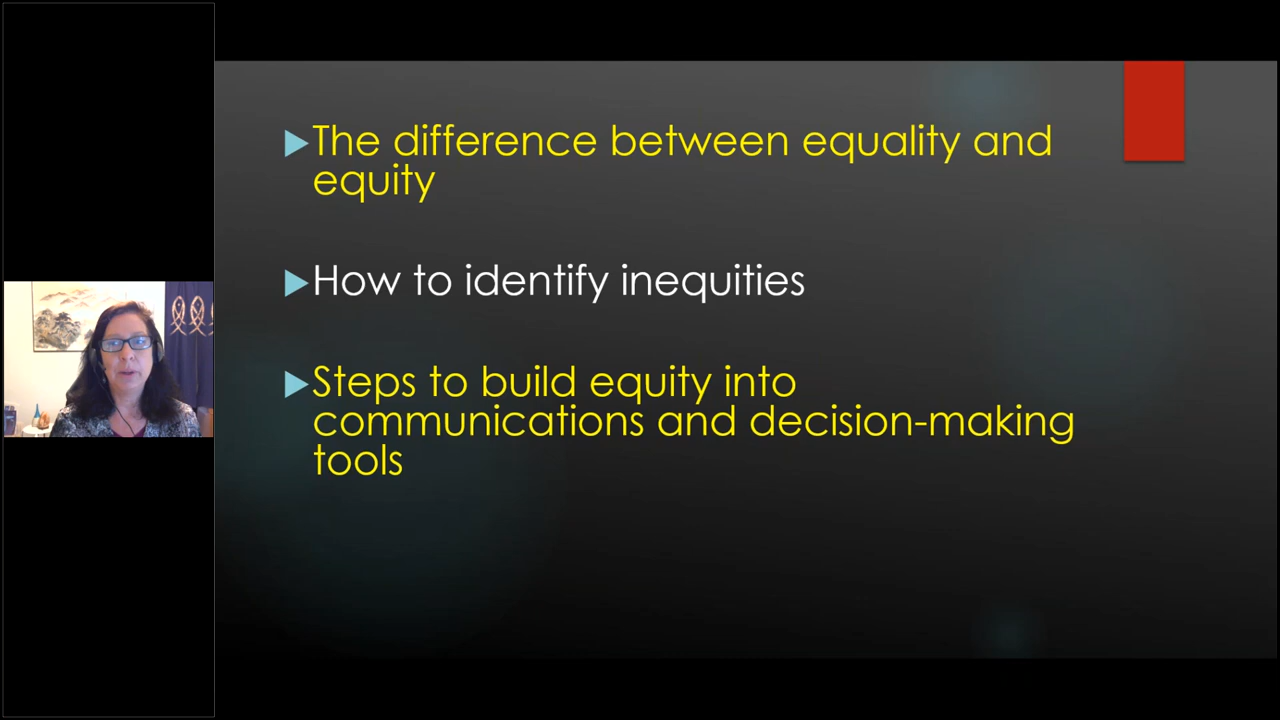 The difference between equality and
equity
How to identify inequities
Steps to build equity into
communications and decision-making
tools